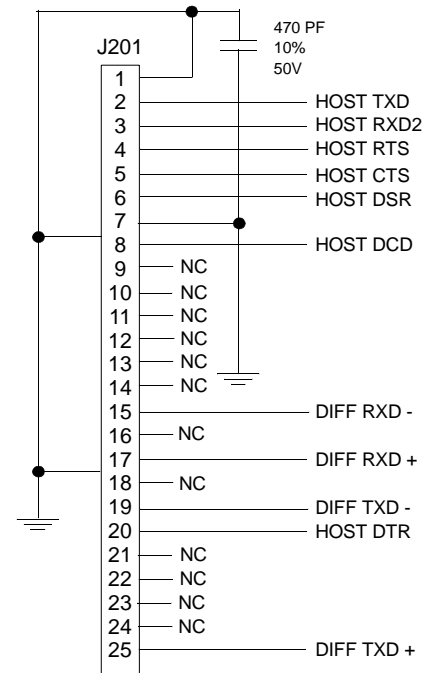 470 PF
10%
50V
J201
1
2 HOST TXD
3 HOST RXD2
4 HOST RTS
5 HOST CTS
6 HOST DSR
7
8 HOST DCD
9 NC
10 NC
11 NC
12 NC
13 NC
14 NC
15 DIFF RXD -
16 NC
17 DIFF RXD +
18 NC
19 DIFF TXD -
20 HOST DTR
21 NC
22 NC
23 NC
24 NC
25 DIFF TXD +